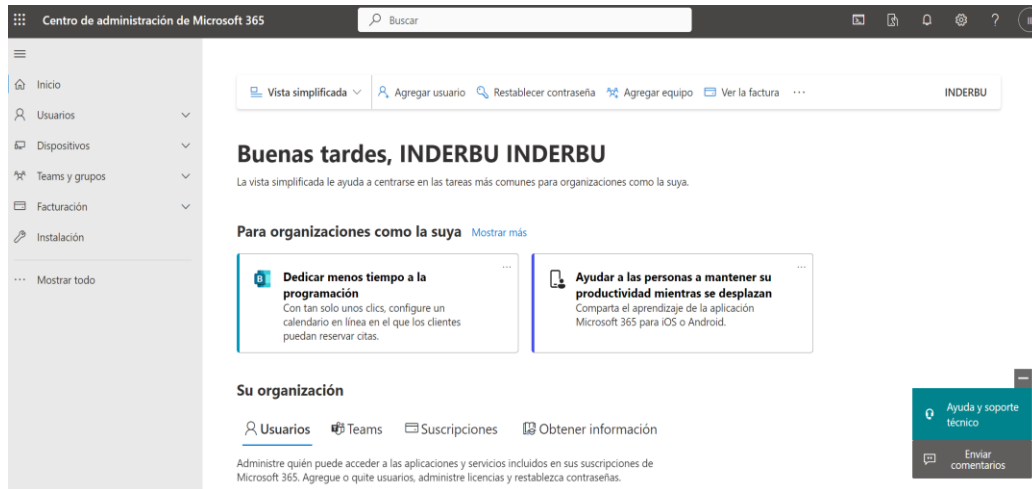 Centro de administración de Microsoft 365
Buscar
?
Inicio
Usuarios
Dispositivos
Teams y grupos
Facturación
Instalación
Mostrar todo
Vista simplificada
Agregar usuario
Restablecer contraseña
Agregar equipo
Ver la factura
INDERBU
Buenas tardes, INDERBU INDERBU
La vista simplificada le ayuda a centrarse en las tareas más comunes para organizaciones como la suya.
Para organizaciones como la suya Mostrar más
B
Dedicar menos tiempo a la
programación
Con tan solo unos clics, configure un
calendario en línea en el que los clientes
puedan reservar citas.
Ayudar a las personas a mantener su
productividad mientras se desplazan
Comparta el aprendizaje de la aplicación
Microsoft 365 para iOS o Android.
Su organización
Usuarios
Teams
Suscripciones
Obtener información
Administre quién puede acceder a las aplicaciones y servicios incluidos en sus suscripciones de
Microsoft 365. Agregue o quite usuarios, administre licencias y restablezca contraseñas.
Ayuda y soporte
técnico
Enviar
comentarios